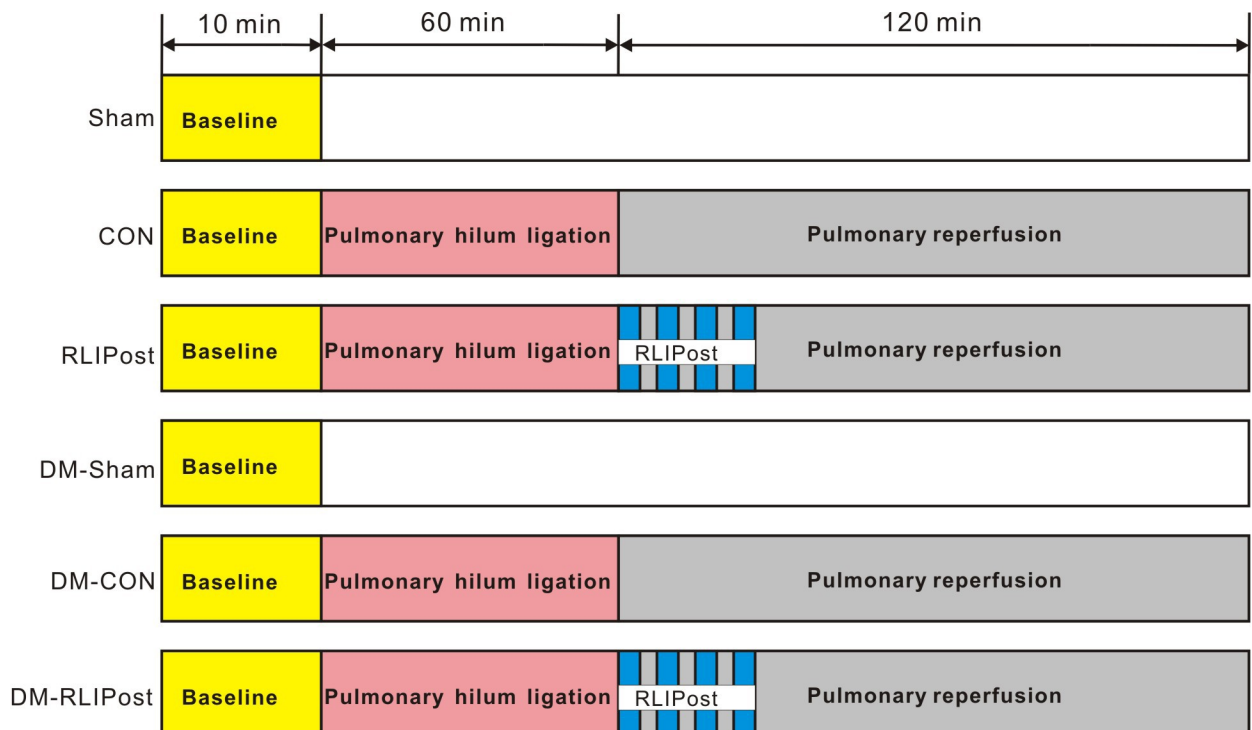 10 min 60 min 120 min
Sham Baseline
CON Baseline Pulmonary hilum ligation Pulmonary reperfusion
RLIPost Baseline Pulmonary hilum ligation RLIPost Pulmonary reperfusion
DM-Sham Baseline
DM-CON Baseline Pulmonary hilum ligation Pulmonary reperfusion
DM-RLIPost Baseline Pulmonary hilum ligation RLIPost Pulmonary reperfusion